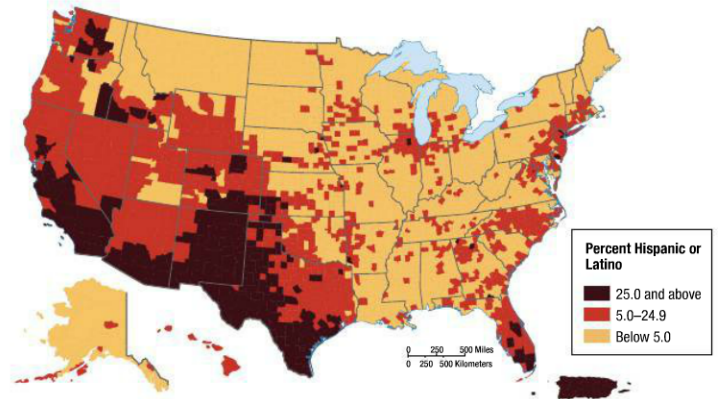 Percent Hispanic or
Latino
25.0 and above
5.0–24.9
Below 5.0
0 250 500 Miles
0 250 500 Kilometers